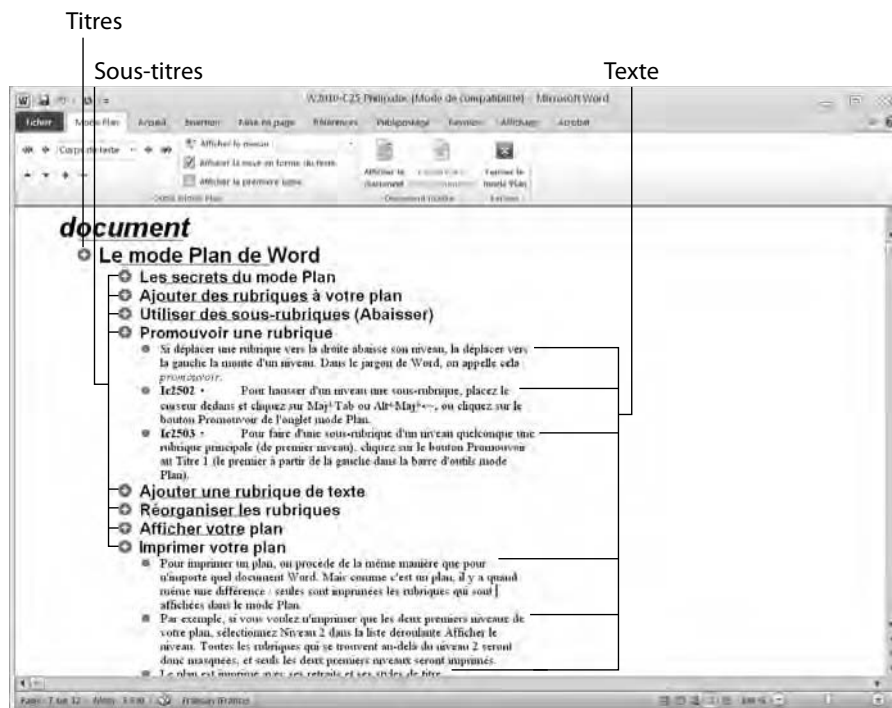 Titres
Sous-titres
Texte
W2010-C25 (Mode de compatibilité) - Microsoft Word
Fichier Mode Plan Accueil Insertion Mise en page Références Publipostage Révision Affichage Acrobat
Corps de texte
Afficher le niveau :
Afficher la mise en forme du texte
Afficher la première ligne
Afficher le document
Fermer le mode Plan
document
Le mode Plan de Word
Les secrets du mode Plan
Ajouter des rubriques à votre plan
Utiliser des sous-rubriques (Abaisser)
Promouvoir une rubrique
Si déplacer une rubrique vers la droite abaisse son niveau, la déplacer vers
la gauche la monte d'un niveau. Dans le jargon de Word, on appelle cela
promouvoir.
Ic2502 • Pour hausser d'un niveau une sous-rubrique, placez le
curseur dedans et cliquez sur Maj+Tab ou Alt+Maj+←, ou cliquez sur le
bouton Promouvoir de l'onglet mode Plan.
Ic2503 • Pour faire d'une sous-rubrique d'un niveau quelconque une
rubrique principale (de premier niveau), cliquez sur le bouton Promouvoir
au Titre 1 (le premier à partir de la gauche dans la barre d'outils mode
Plan).
Ajouter une rubrique de texte
Réorganiser les rubriques
Afficher votre plan
Imprimer votre plan
Pour imprimer un plan, on procède de la même manière que pour
n'importe quel document Word. Mais comme c'est un plan, il y a quand
même une différence : seules sont imprimées les rubriques qui sont
affichées dans le mode Plan.
Par exemple, si vous voulez n'imprimer que les deux premiers niveaux de
votre plan, sélectionnez Niveau 2 dans la liste déroulante Afficher le
niveau. Toutes les rubriques qui se trouvent au-delà du niveau 2 seront
donc masquées, et seuls les deux premiers niveaux seront imprimés.
Le plan est imprimé avec ses retraits et ses styles de titre.
Page : 7 sur 12 Français (France) 100 %